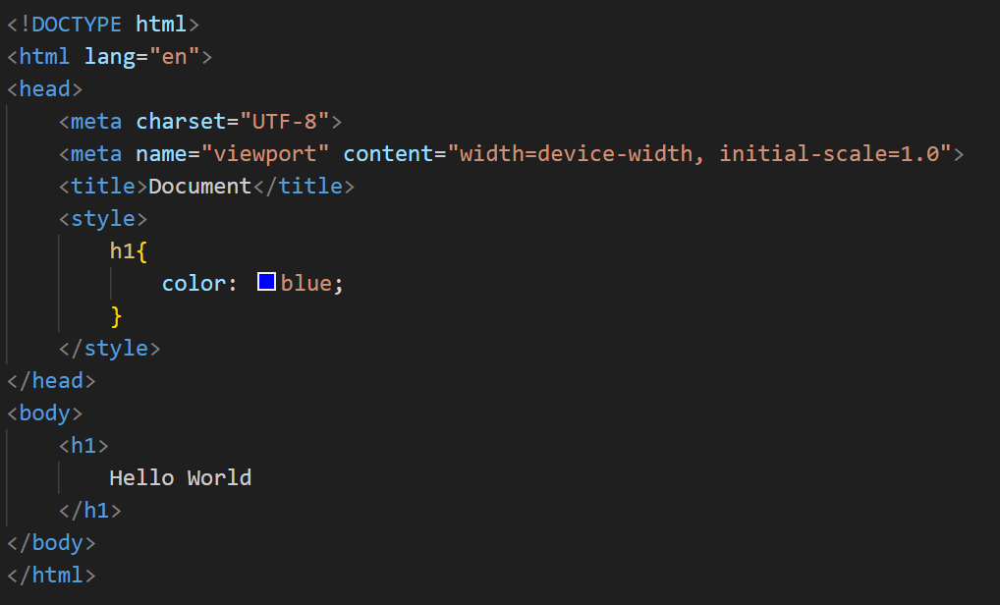 <!DOCTYPE html>
<html lang="en">
<head>
    <meta charset="UTF-8">
    <meta name="viewport" content="width=device-width, initial-scale=1.0">
    <title>Document</title>
    <style>
        h1{
            color: blue;
        }
    </style>
</head>
<body>
    <h1>
        Hello World
    </h1>
</body>
</html>